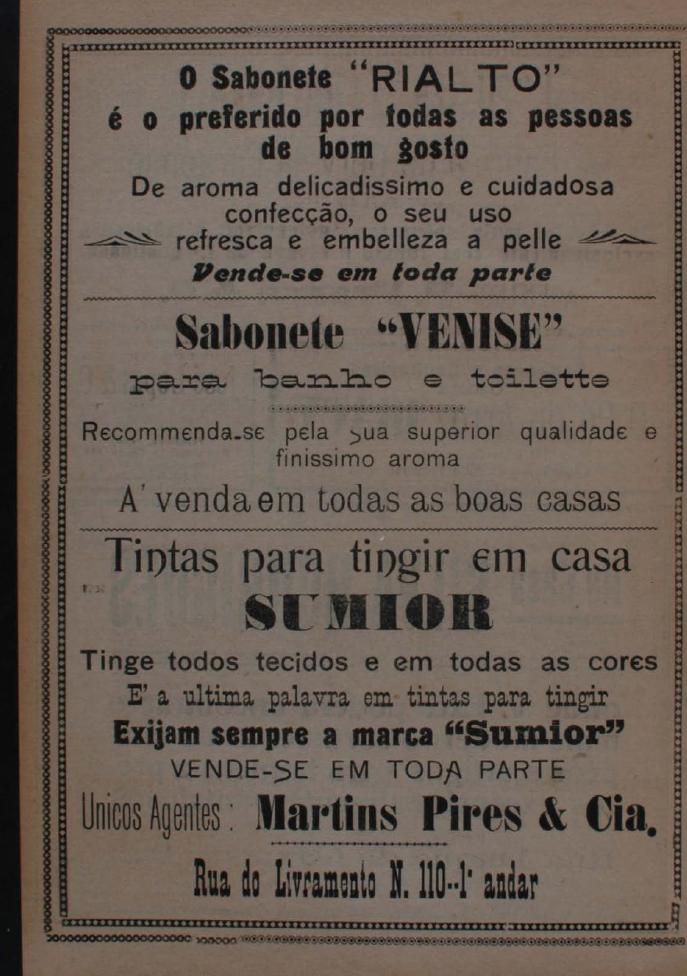 O Sabonete “RIALTO”
é o preferido por todas as pessoas
de bom gosto
De aroma delicadissimo e cuidadosa
confecção, o seu uso
refresca e embelleza a pelle
Vende-se em toda parte
Sabonete “VENISE”
para banho e toilette
Recommenda-se pela sua superior qualidade e
finissimo aroma
A' venda em todas as boas casas
Tintas para tingir em casa
SUMIOR
Tinge todos tecidos e em todas as cores
E' a ultima palavra em tintas para tingir
Exijam sempre a marca “Sumior”
VENDE-SE EM TODA PARTE
Unicos Agentes: Martins Pires & Cia.
Rua do Livramento N. 110--1º andar